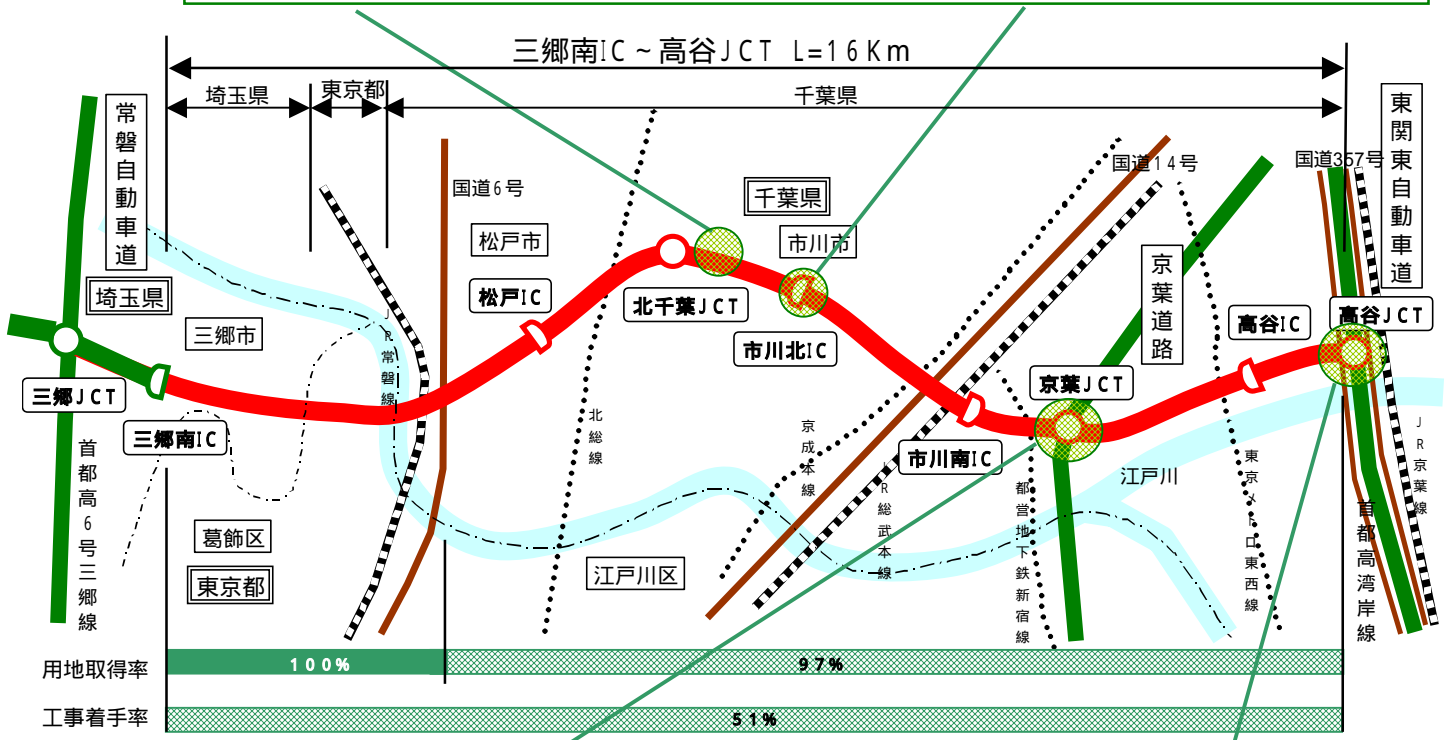 三郷南IC~高谷JCT L=16Km
埼玉県
東京都
千葉県
常磐自動車道
東関東自動車道
国道6号
国道14号
国道357号
千葉県
松戸市
市川市
京葉道路
埼玉県
松戸IC
北千葉JCT
高谷IC
高谷JCT
三郷市
JR常磐線
市川北IC
三郷JCT
京葉JCT
三郷南IC
北総線
京成本線
市川南IC
JR京葉線
首都高6号三郷線
R総武本線
都営地下鉄新宿線
江戸川
東京メトロ東西線
首都高湾岸線
葛飾区
東京都
江戸川区
用地取得率
100%
97%
工事着手率
51%